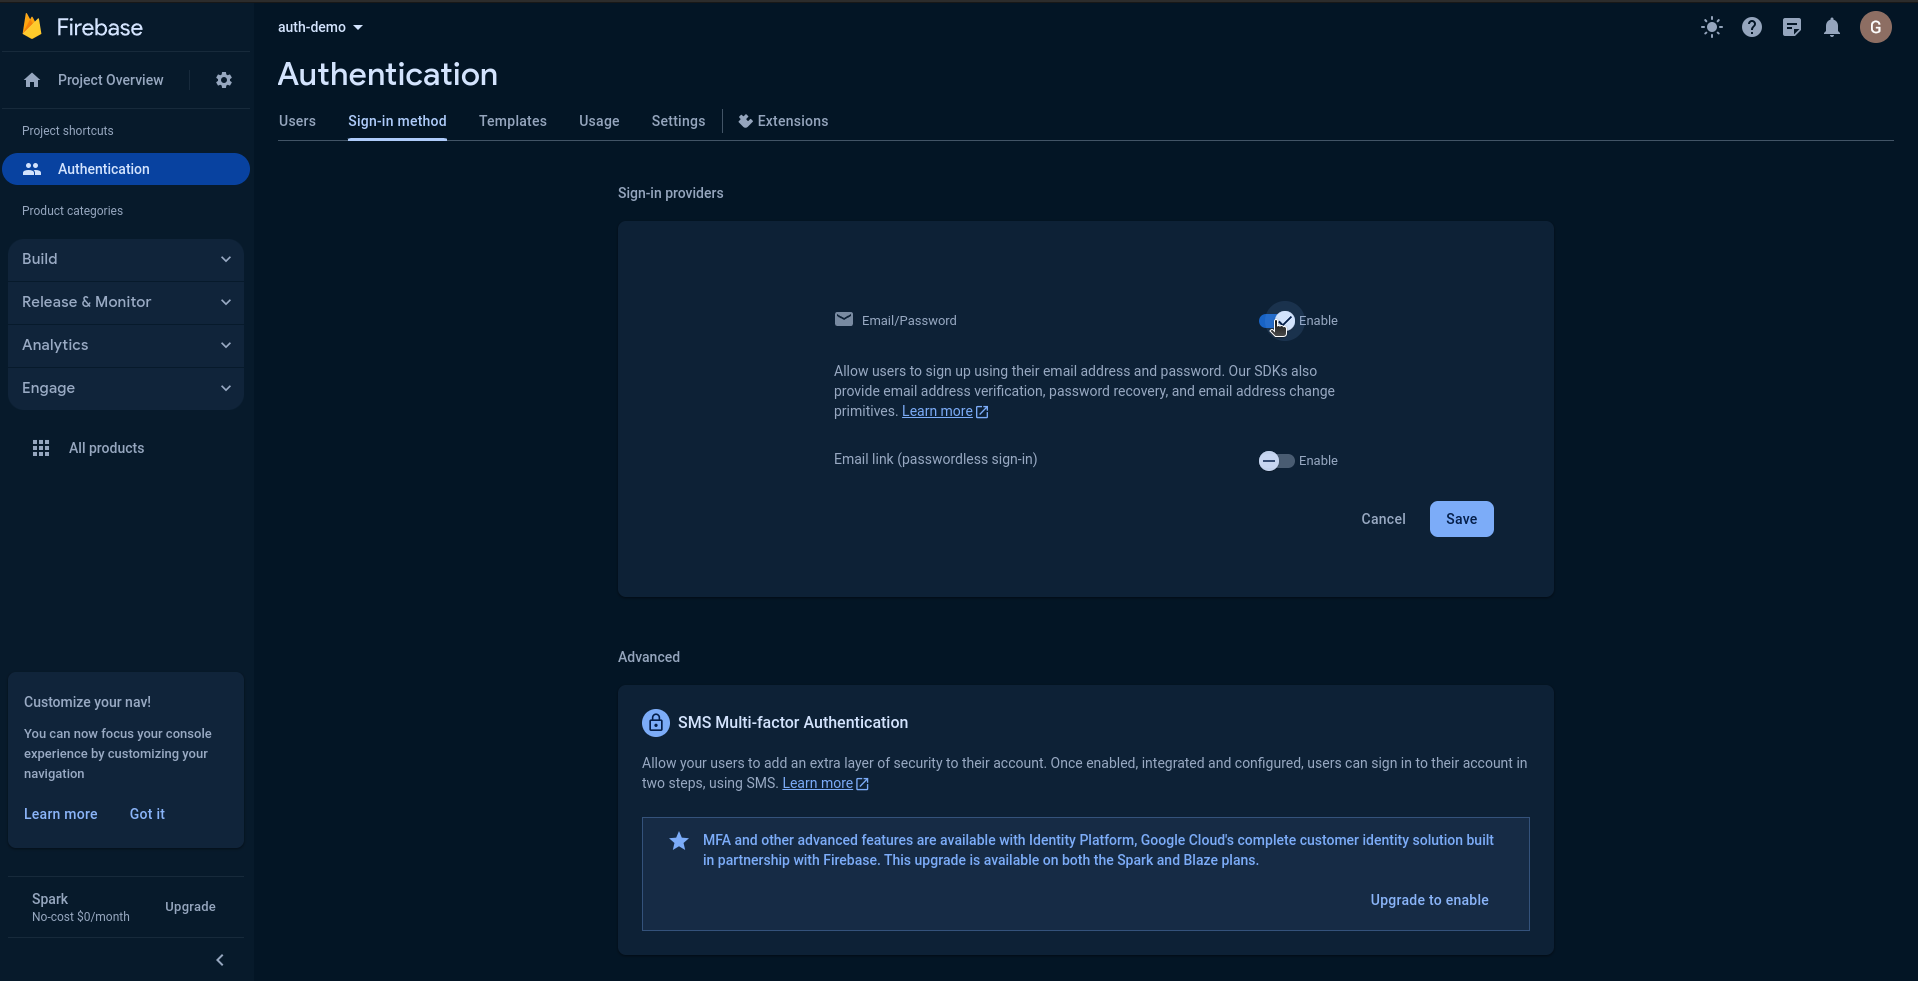 Firebase
auth-demo
G
Project Overview
Authentication
Users
Sign-in method
Templates
Usage
Settings
Extensions
Project shortcuts
Authentication
Product categories
Build
Release & Monitor
Analytics
Engage
All products
Customize your nav!
You can now focus your console
experience by customizing your
navigation
Learn more
Got it
Spark
No-cost $0/month
Upgrade
Sign-in providers
Email/Password
Enable
Allow users to sign up using their email address and password. Our SDKs also
provide email address verification, password recovery, and email address change
primitives. Learn more
Email link (passwordless sign-in)
Enable
Cancel
Save
Advanced
SMS Multi-factor Authentication
Allow your users to add an extra layer of security to their account. Once enabled, integrated and configured, users can sign in to their account in
two steps, using SMS. Learn more
MFA and other advanced features are available with Identity Platform, Google Cloud's complete customer identity solution built
in partnership with Firebase. This upgrade is available on both the Spark and Blaze plans.
Upgrade to enable